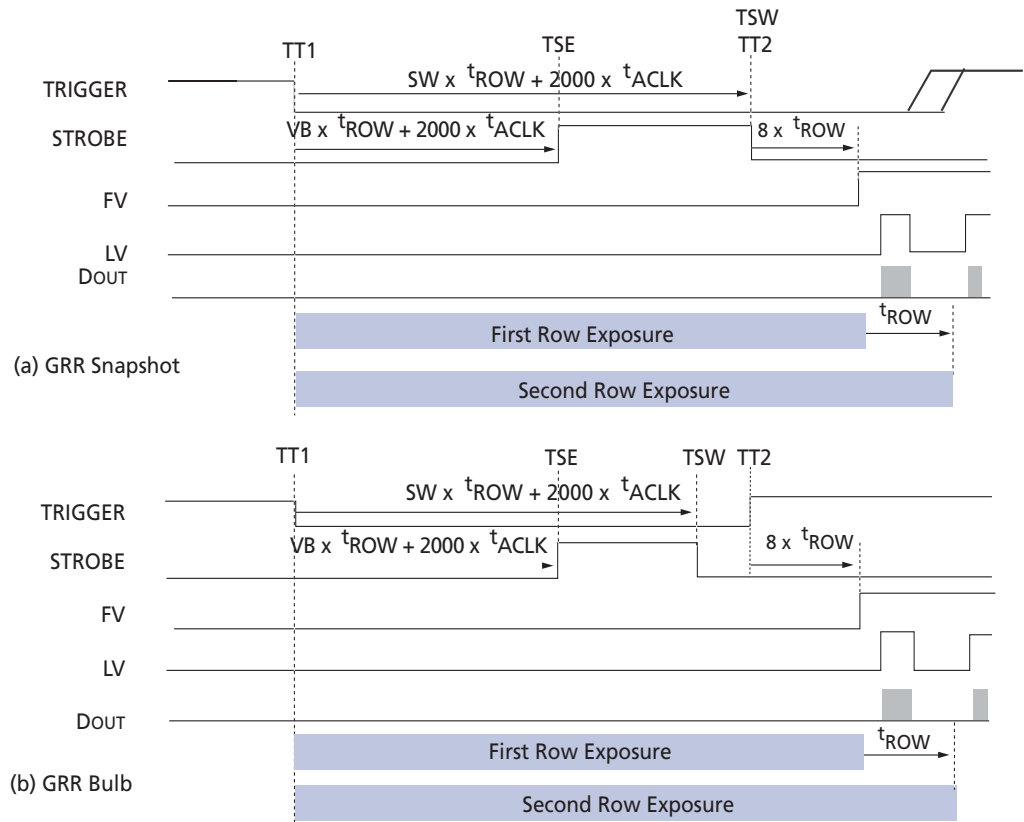 TSW
TT1 TSE TT2
TRIGGER SW x tROW + 2000 x tACLK
STROBE VB x tROW + 2000 x tACLK 8 x tROW
FV
LV
DOUT
First Row Exposure tROW
(a) GRR Snapshot
Second Row Exposure
TT1 TSE TSW TT2
TRIGGER SW x tROW + 2000 x tACLK
STROBE VB x tROW + 2000 x tACLK 8 x tROW
FV
LV
DOUT
First Row Exposure tROW
(b) GRR Bulb
Second Row Exposure